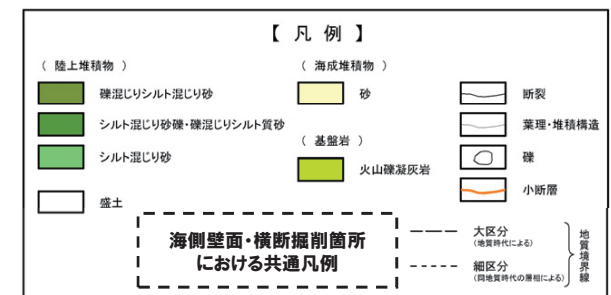 【 凡 例 】
（ 陸上堆積物 ）
礫混じりシルト混じり砂
シルト混じり砂礫・礫混じりシルト質砂
シルト混じり砂
盛土
（ 海成堆積物 ）
砂
（ 基盤岩 ）
火山礫凝灰岩
断裂
葉理・堆積構造
礫
小断層
海側壁面・横断掘削箇所
における共通凡例
大区分
（地質時代による）
細区分
（同地質時代の層相による）
地質境界線